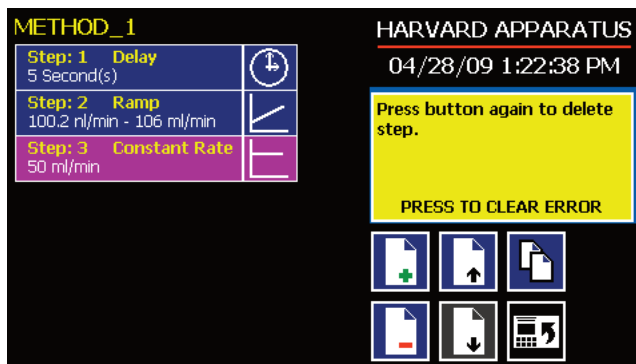 METHOD_1
Step: 1 Delay
5 Second(s)
Step: 2 Ramp
100.2 nl/min - 106 ml/min
Step: 3 Constant Rate
50 ml/min
HARVARD APPARATUS
04/28/09 1:22:38 PM
Press button again to delete
step.
PRESS TO CLEAR ERROR